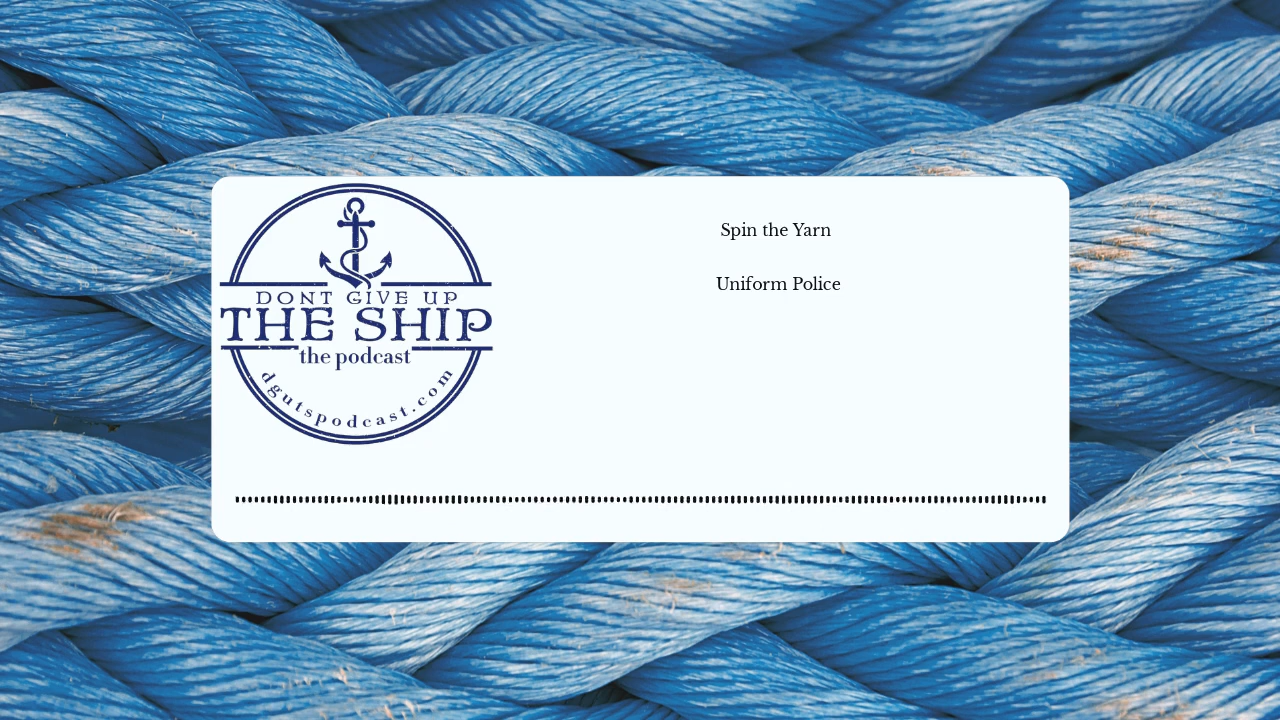 DONT GIVE UP
THE SHIP
the podcast
dgutspodcast.com
Spin the Yarn
Uniform Police